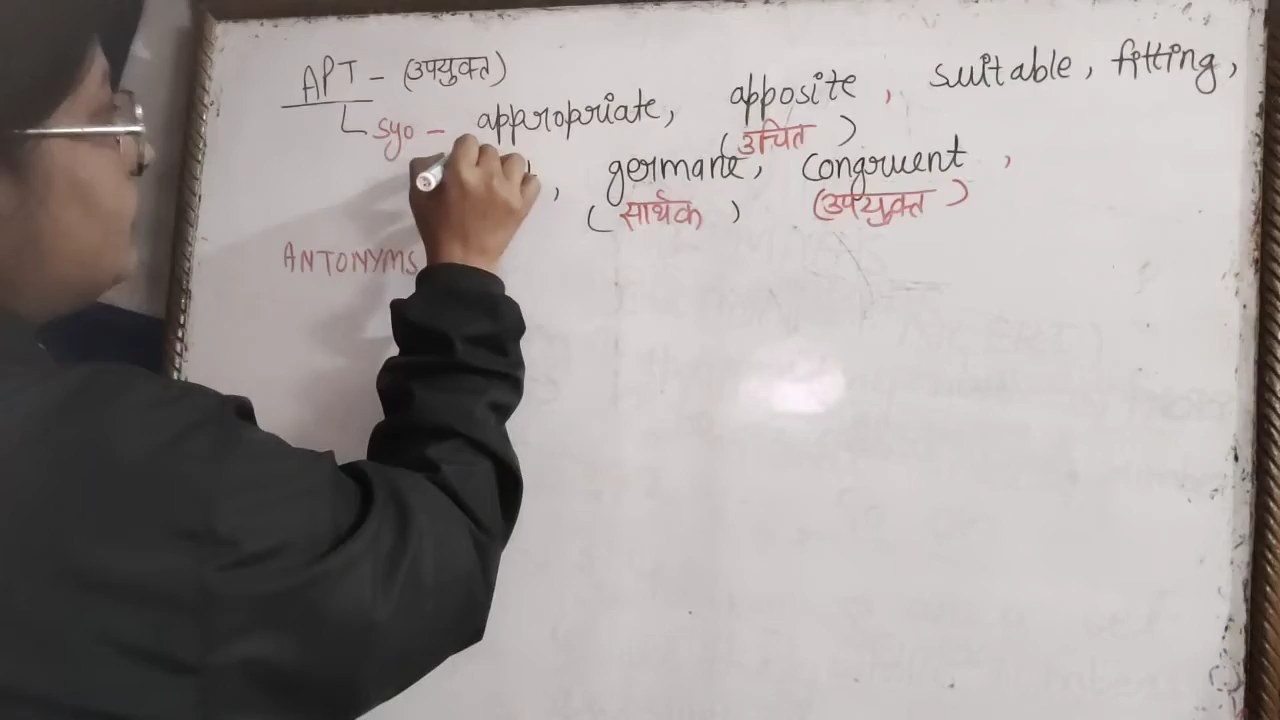 APT - (उपयुक्त)
syo - appropriate, apposite, suitable, fitting,
(उचित)
, germane, congruent,
(सार्थक) (उपयुक्त)
ANTONYMS